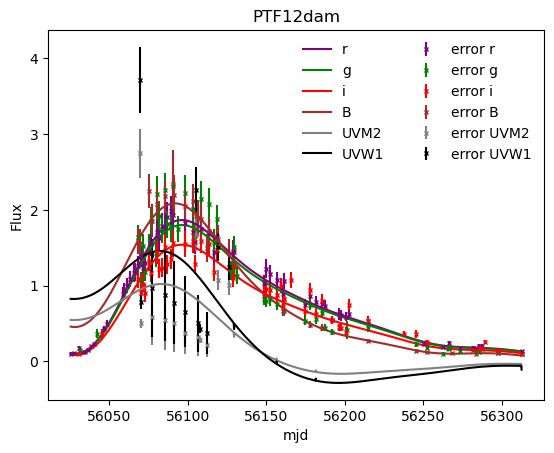 PTF12dam
r
g
i
B
UVM2
UVW1
error r
error g
error i
error B
error UVM2
error UVW1
Flux
4
3
2
1
0
56050 56100 56150 56200 56250 56300
mjd